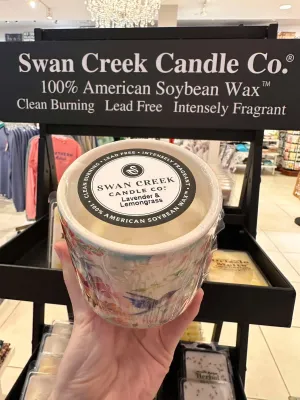 Swan Creek Candle Co.®
100% American Soybean Wax™
Clean Burning Lead Free Intensely Fragrant
CLEAN BURNING • LEAD FREE • INTENSELY FRAGRANT
SWAN CREEK
CANDLE CO.
Lavender &
Lemongrass
• 100% AMERICAN SOYBEAN WAX •